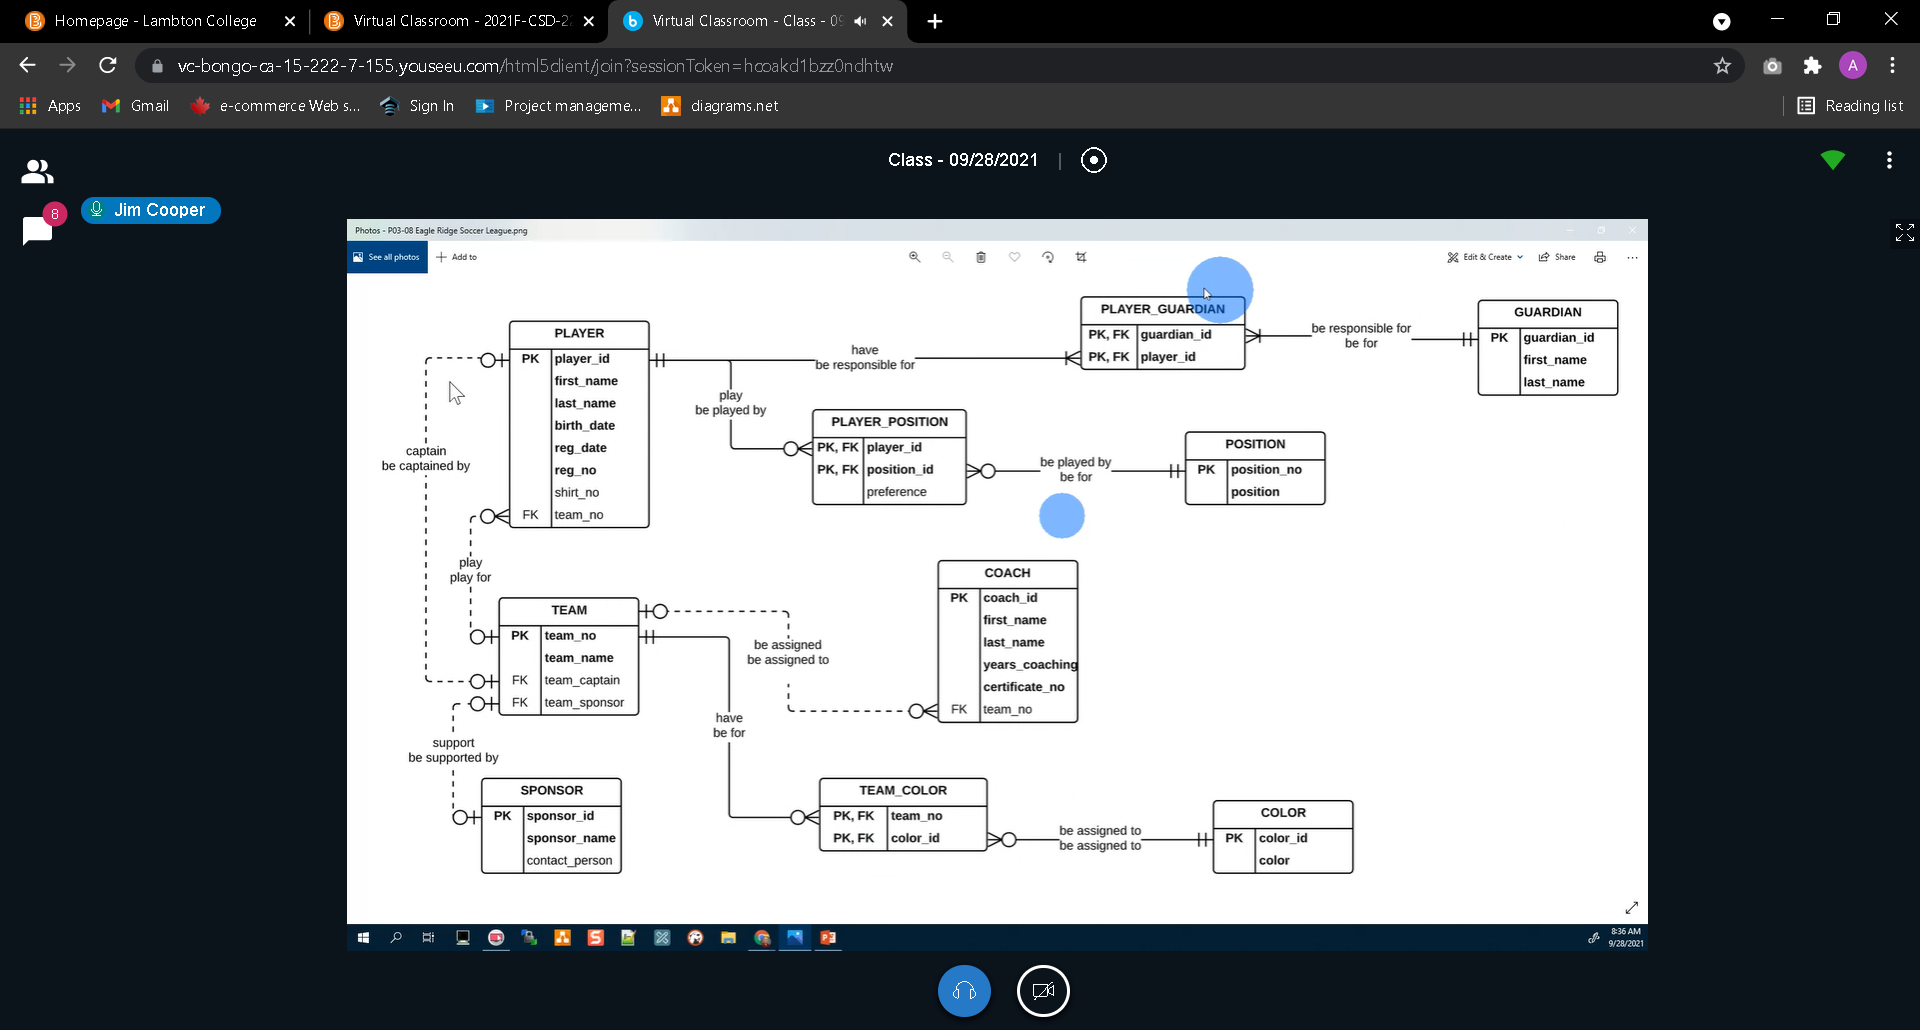 Homepage - Lambton College
Virtual Classroom - 2021F-CSD-22
Virtual Classroom - Class - 09
vc-bongo-ca-15-222-7-155.youseeu.com/html5client/join?sessionToken=hcoakd1bzz0ndhtw
A
Apps
Gmail
e-commerce Web s...
Sign In
Project manageme...
diagrams.net
Reading list
Class - 09/28/2021
8
Jim Cooper
Photos - P03-08 Eagle Ridge Soccer League.png
See all photos
Add to
Edit & Create
Share
PLAYER
PK player_id
first_name
last_name
birth_date
reg_date
reg_no
shirt_no
FK team_no
have
be responsible for
PLAYER_GUARDIAN
PK, FK guardian_id
PK, FK player_id
be responsible for
be for
GUARDIAN
PK guardian_id
first_name
last_name
play
be played by
PLAYER_POSITION
PK, FK player_id
PK, FK position_id
preference
be played by
be for
POSITION
PK position_no
position
captain
be captained by
play
play for
TEAM
PK team_no
team_name
FK team_captain
FK team_sponsor
be assigned
be assigned to
COACH
PK coach_id
first_name
last_name
years_coaching
certificate_no
FK team_no
have
be for
support
be supported by
SPONSOR
PK sponsor_id
sponsor_name
contact_person
TEAM_COLOR
PK, FK team_no
PK, FK color_id
be assigned to
be assigned to
COLOR
PK color_id
color
8:36 AM
9/28/2021